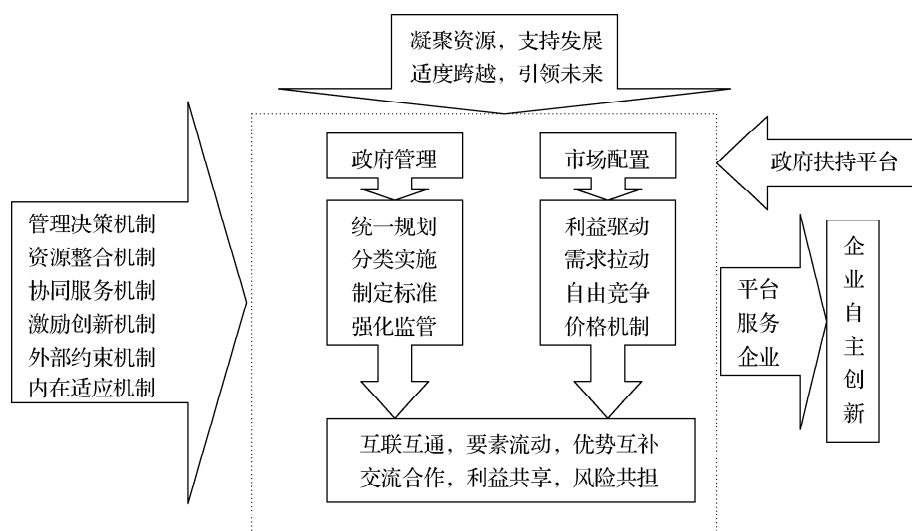 凝聚资源，支持发展
适度跨越，引领未来
政府管理
市场配置
政府扶持平台
管理决策机制
资源整合机制
协同服务机制
激励创新机制
外部约束机制
内在适应机制
统一规划
分类实施
制定标准
强化监管
利益驱动
需求拉动
自由竞争
价格机制
平台
服务
企业
企
业
自
主
创
新
互联互通，要素流动，优势互补
交流合作，利益共享，风险共担